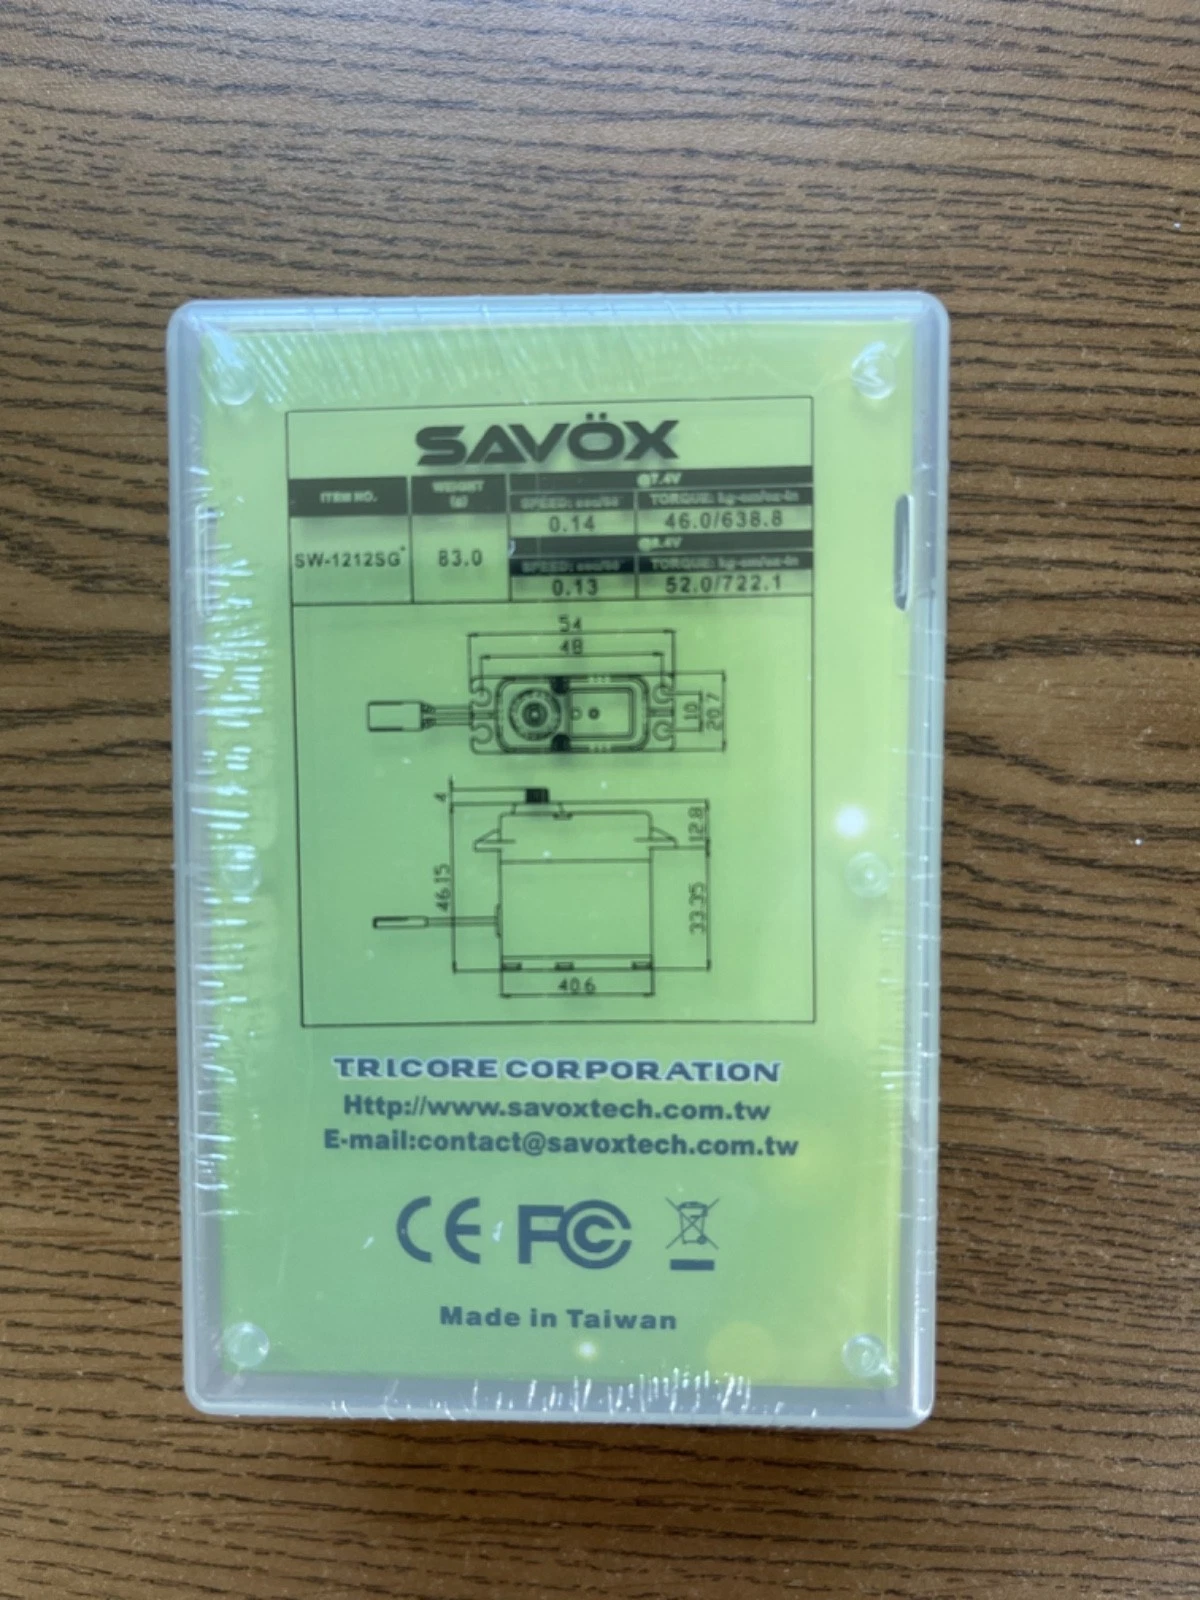 SAVÖX
ITEM NO.
WEIGHT
(g)
@7.4V
SPEED: sec/60° TORQUE: kg-cm/oz-in
0.14 46.0/638.8
SW-1212SG+ 83.0
@8.4V
SPEED: sec/60° TORQUE: kg-cm/oz-in
0.13 52.0/722.1
54
48
10
20.7
4
12.8
46.15
33.35
40.6
TRICORE CORPORATION
Http://www.savoxtech.com.tw
E-mail:contact@savoxtech.com.tw
CE FC
Made in Taiwan